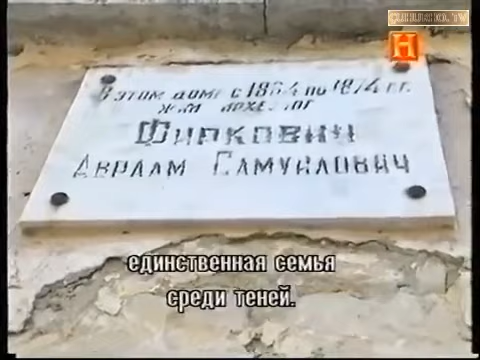 H
В этом доме с 1864 по 1874 гг.
жил археолог
Фиркович
Авраам Самуилович
единственная семья
среди теней.